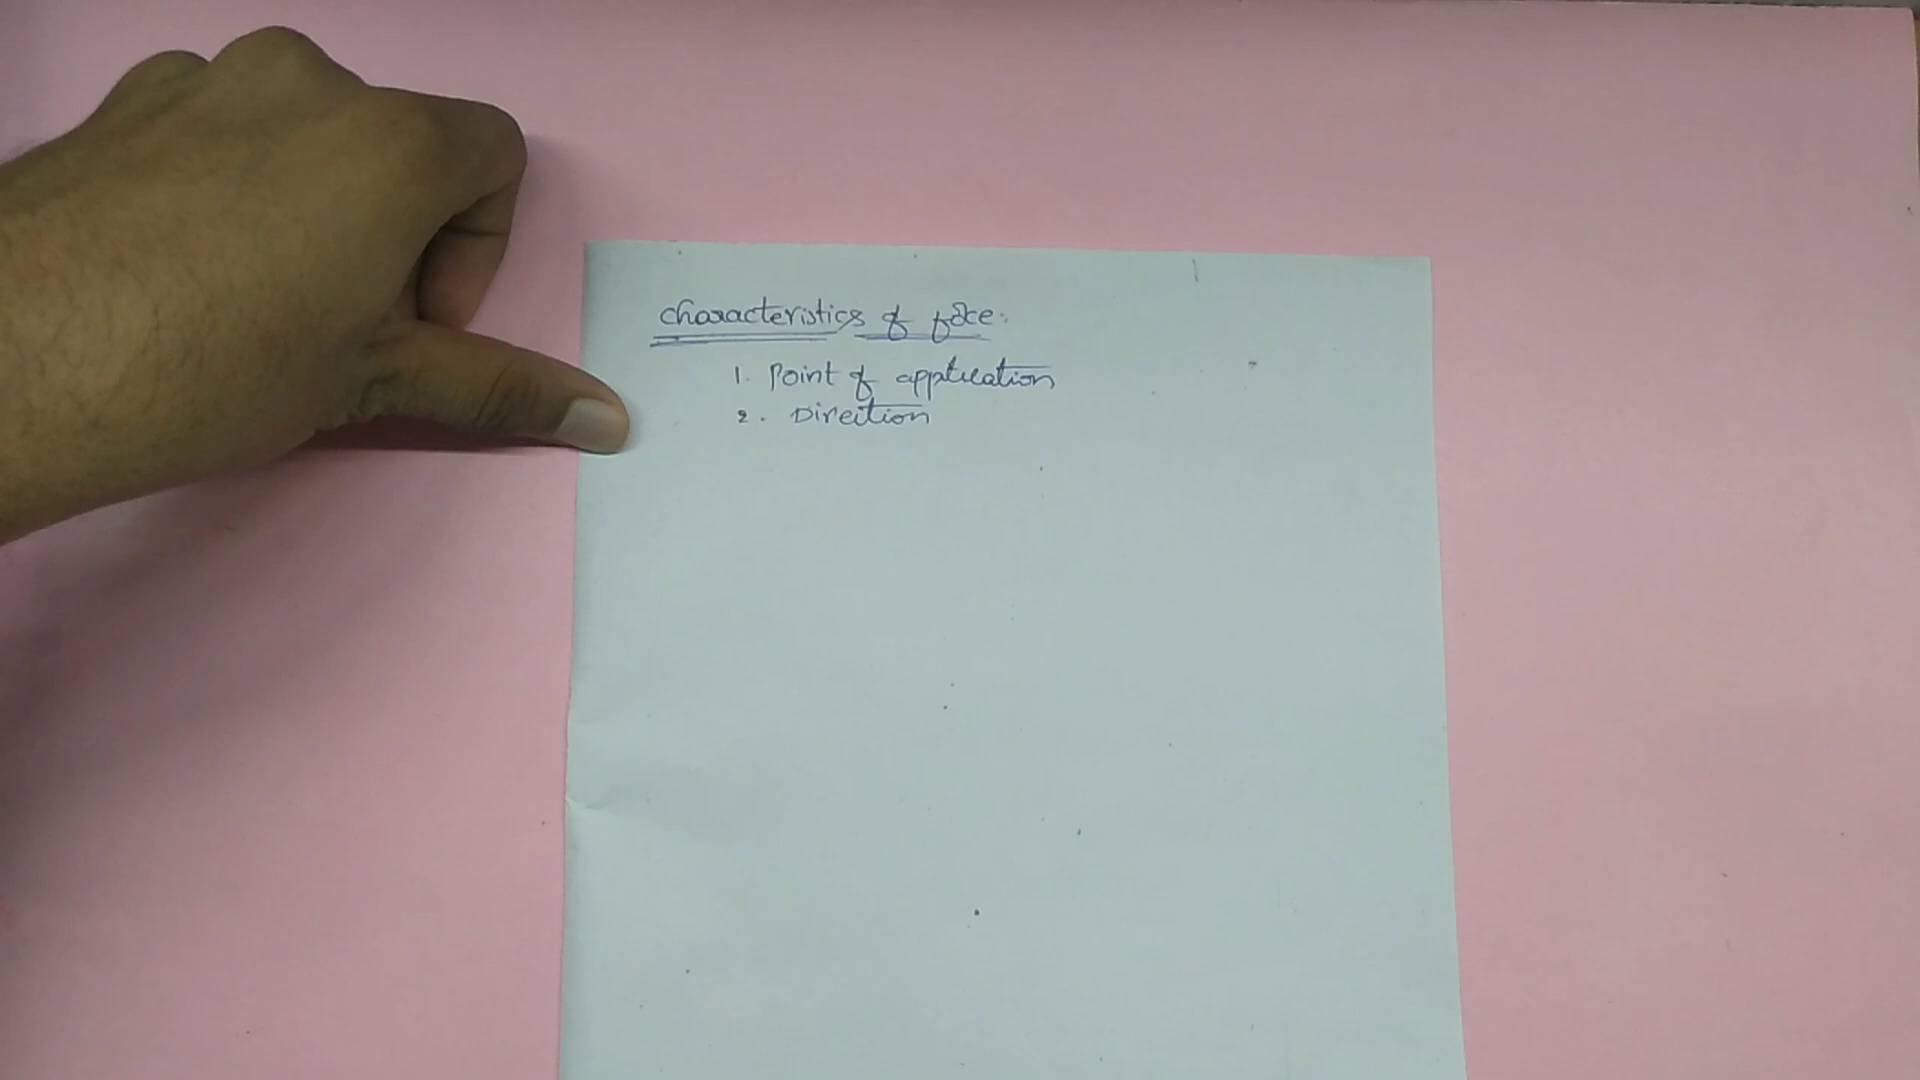 characteristics of force:
1. Point of application
2. Direction